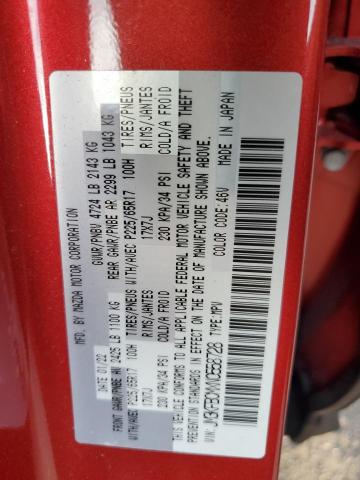 MFD. BY MAZDA MOTOR CORPORATION
DATE 01/22 GVWR/PNBV 4724 LB 2143 KG
FRONT GAWR/PNBE AV 2425 LB 1100 KG REAR GAWR/PNBE AR 2299 LB 1043 KG
TIRES/PNEUS WITH/AVEC P225/65R17 100H TIRES/PNEUS WITH/AVEC P225/65R17 100H
RIMS/JANTES 17X7J RIMS/JANTES 17X7J
COLD/A FROID 230 KPA/34 PSI COLD/A FROID 230 KPA/34 PSI
THIS VEHICLE CONFORMS TO ALL APPLICABLE FEDERAL MOTOR VEHICLE SAFETY AND THEFT
PREVENTION STANDARDS IN EFFECT ON THE DATE OF MANUFACTURE SHOWN ABOVE.
VIN: TYPE:MPV COLOR CODE:46V MADE IN JAPAN